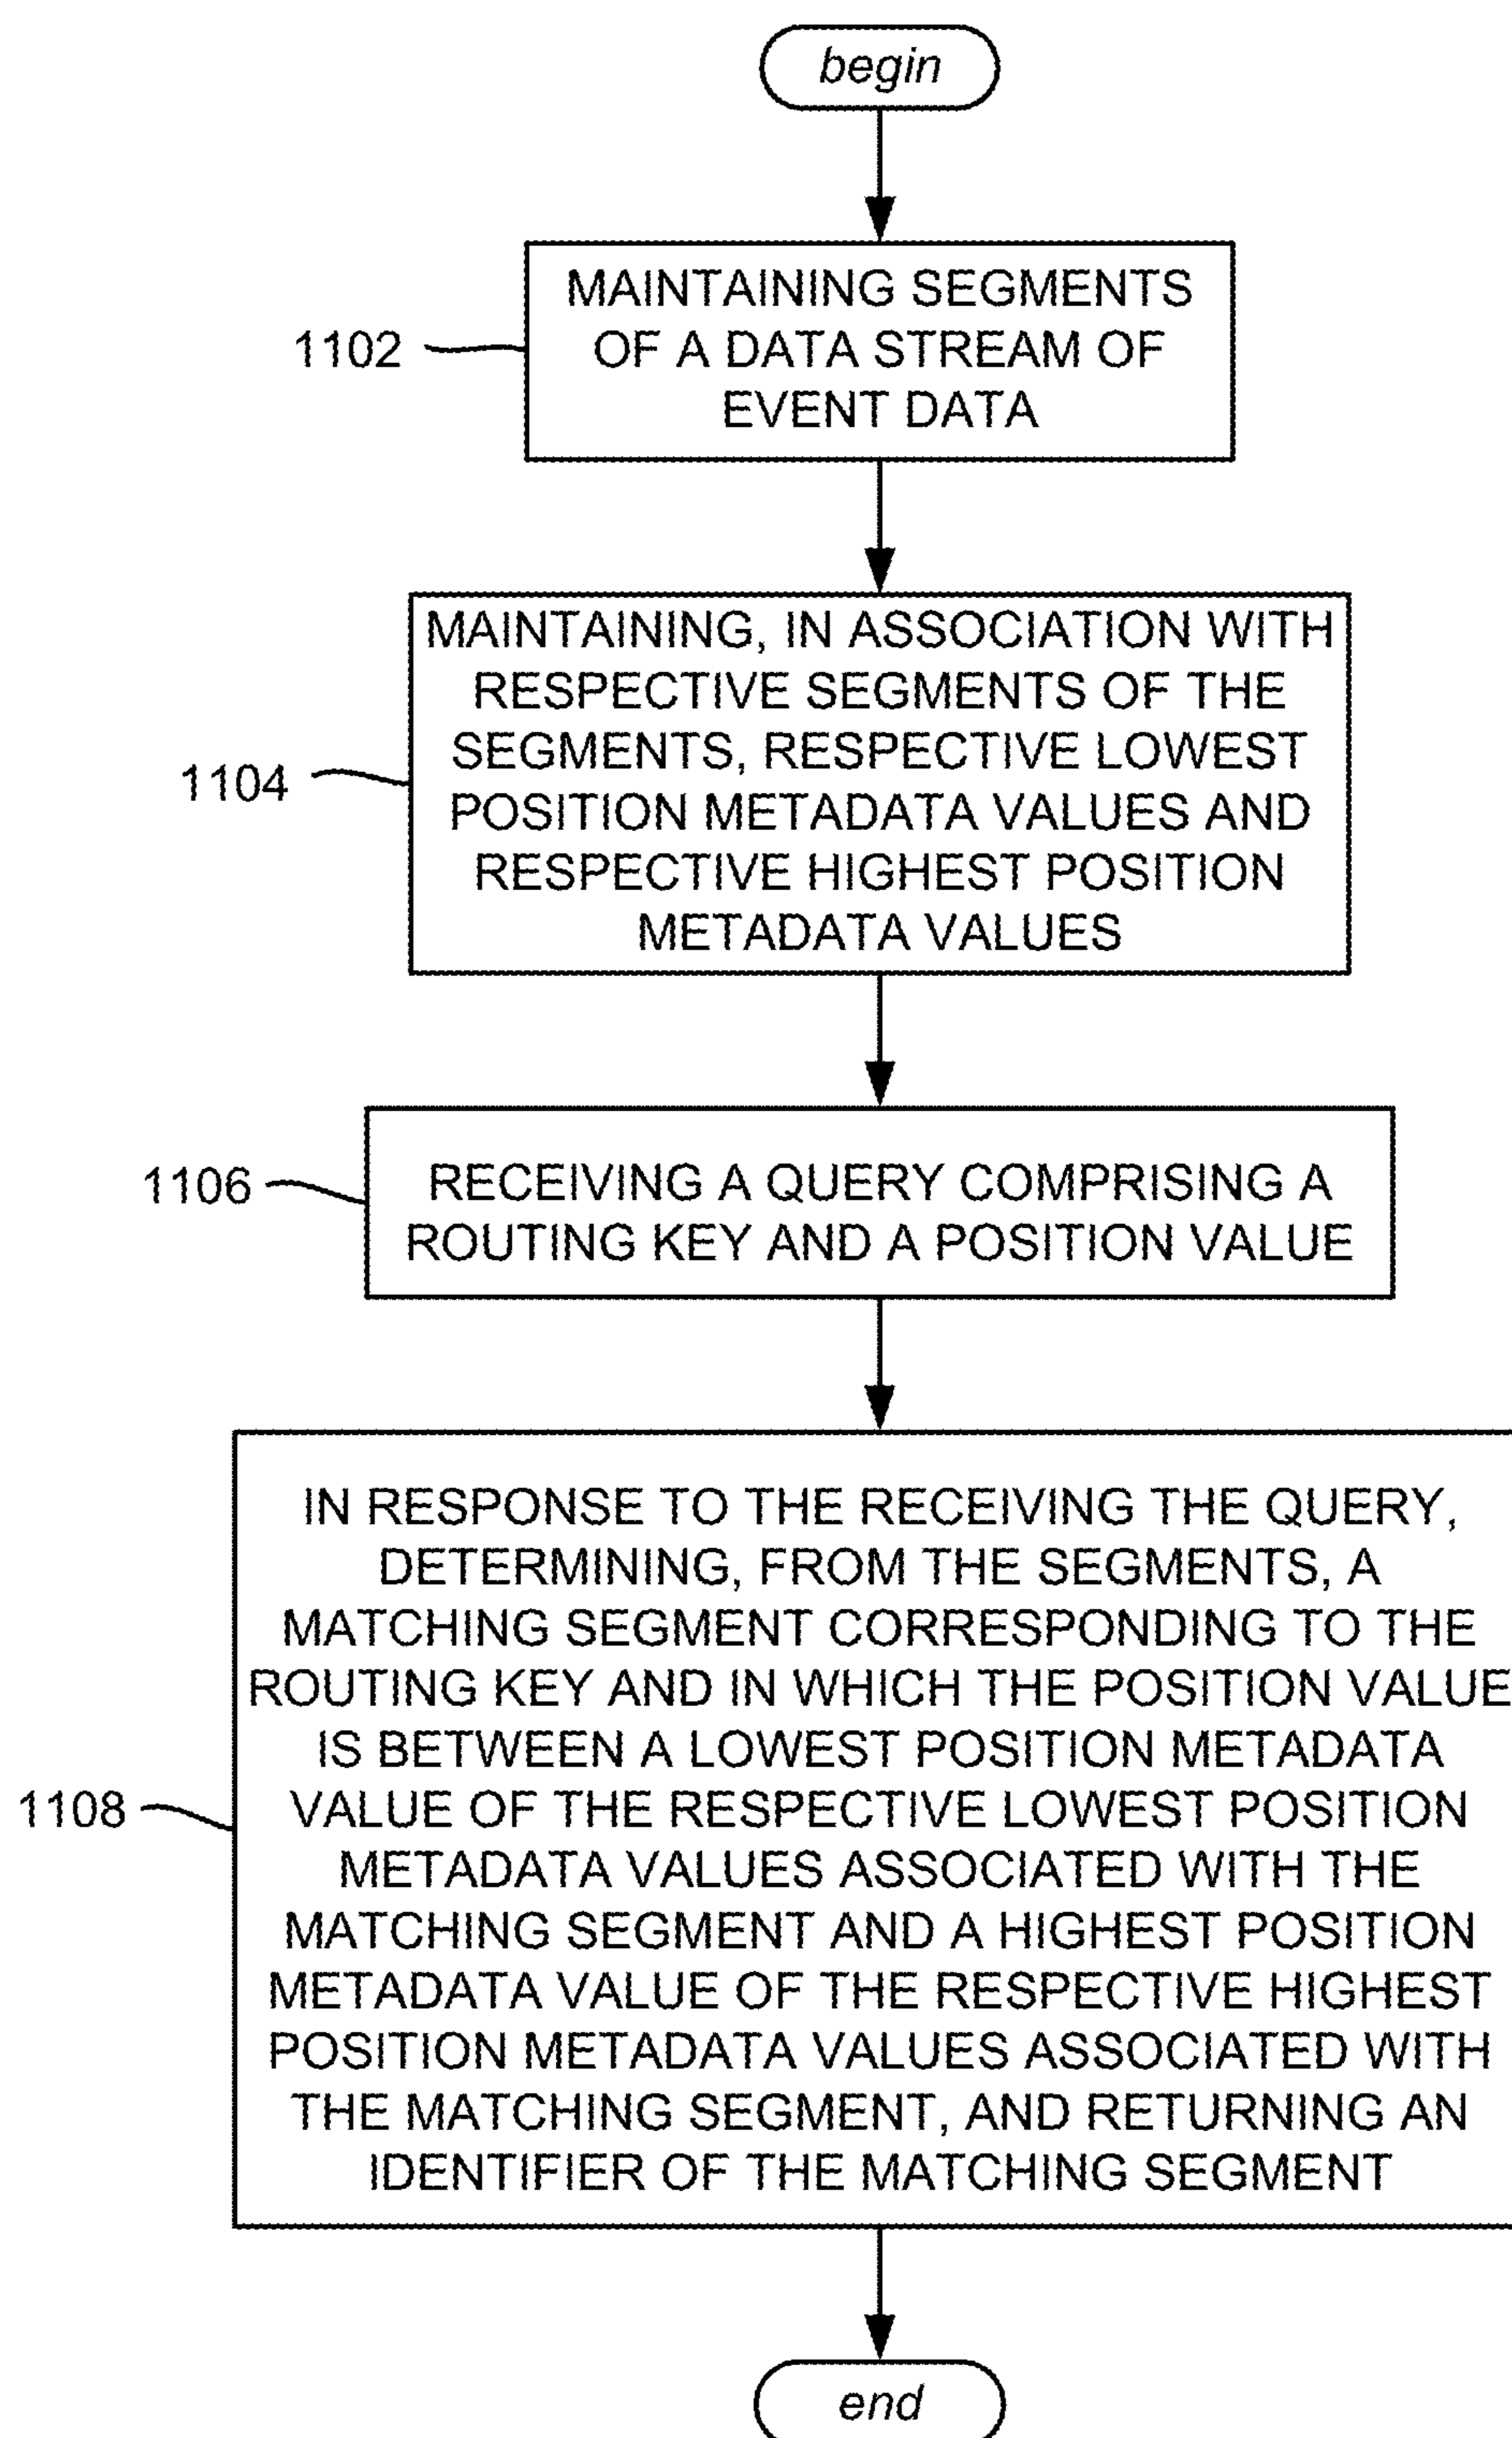 begin
MAINTAINING SEGMENTS
OF A DATA STREAM OF
EVENT DATA
1102
MAINTAINING, IN ASSOCIATION WITH
RESPECTIVE SEGMENTS OF THE
SEGMENTS, RESPECTIVE LOWEST
POSITION METADATA VALUES AND
RESPECTIVE HIGHEST POSITION
METADATA VALUES
1104
RECEIVING A QUERY COMPRISING A
ROUTING KEY AND A POSITION VALUE
1106
IN RESPONSE TO THE RECEIVING THE QUERY,
DETERMINING, FROM THE SEGMENTS, A
MATCHING SEGMENT CORRESPONDING TO THE
ROUTING KEY AND IN WHICH THE POSITION VALUE
IS BETWEEN A LOWEST POSITION METADATA
VALUE OF THE RESPECTIVE LOWEST POSITION
METADATA VALUES ASSOCIATED WITH THE
MATCHING SEGMENT AND A HIGHEST POSITION
METADATA VALUE OF THE RESPECTIVE HIGHEST
POSITION METADATA VALUES ASSOCIATED WITH
THE MATCHING SEGMENT, AND RETURNING AN
IDENTIFIER OF THE MATCHING SEGMENT
1108
end